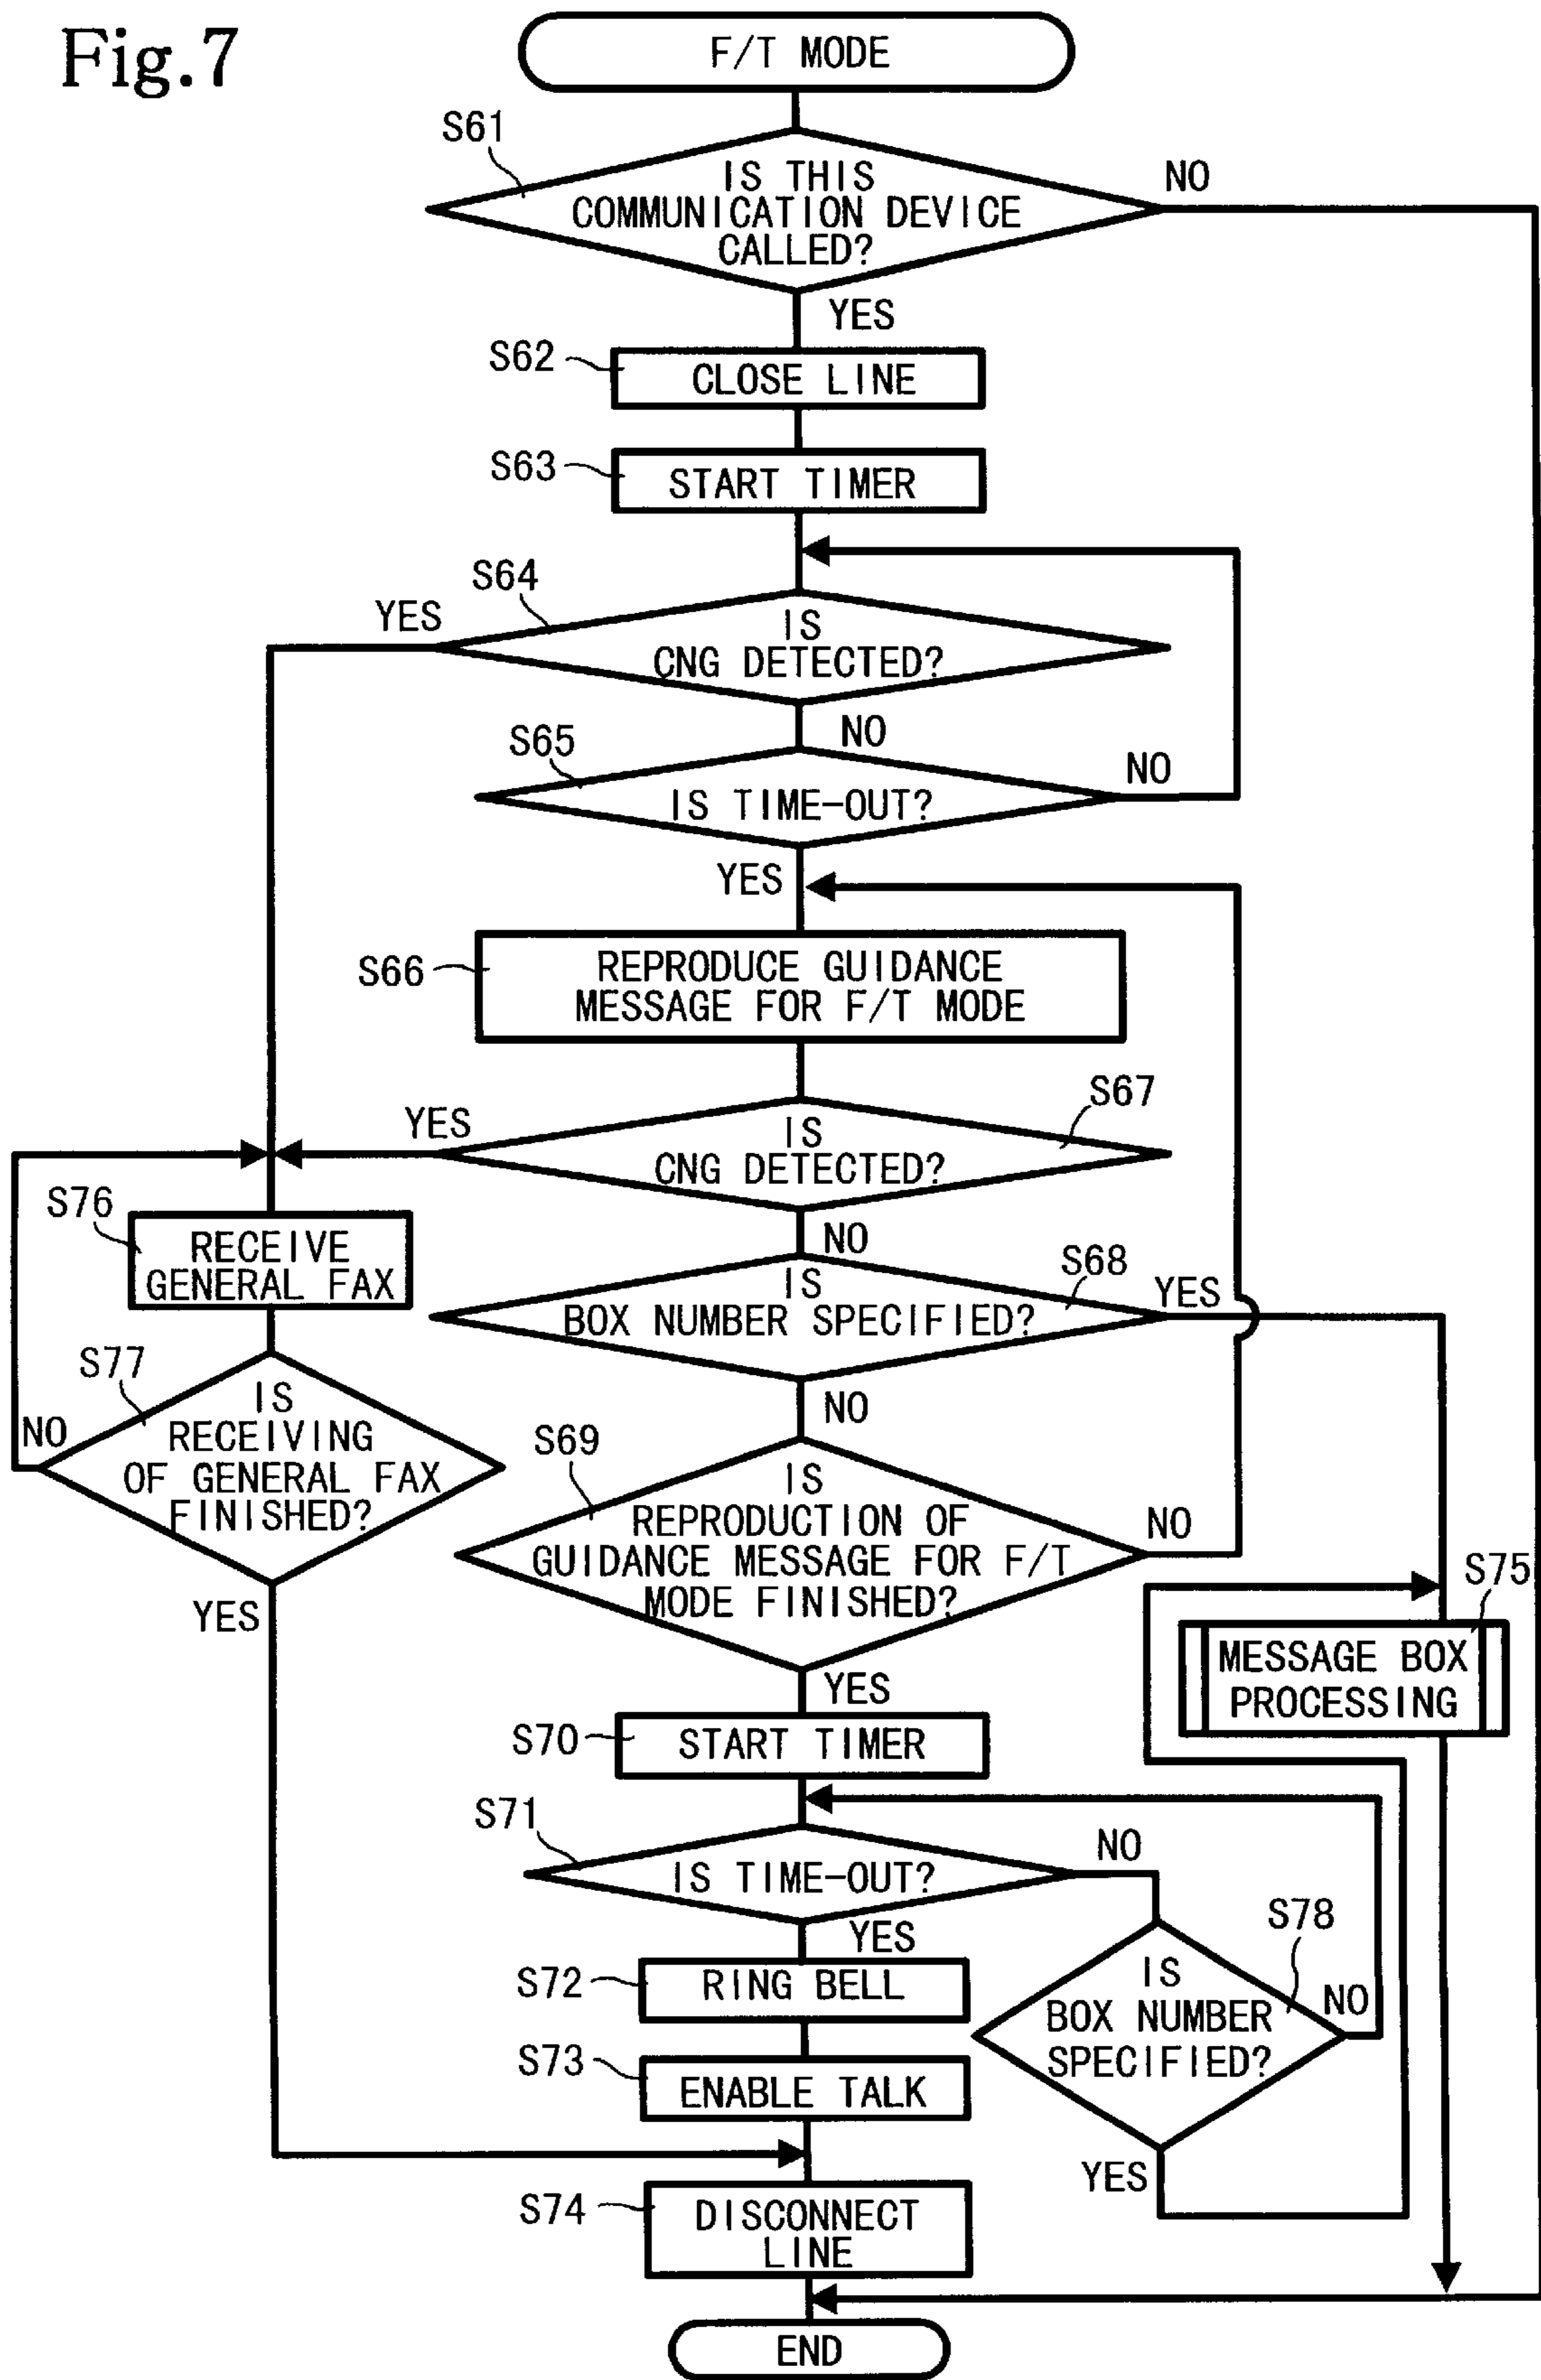 Fig.7
F/T MODE
S61
IS THIS
COMMUNICATION DEVICE
CALLED?
NO
YES
S62
CLOSE LINE
S63
START TIMER
S64
YES
IS
CNG DETECTED?
NO
S65
NO
IS TIME-OUT?
YES
S66
REPRODUCE GUIDANCE
MESSAGE FOR F/T MODE
S67
YES
IS
CNG DETECTED?
S76
NO
RECEIVE
GENERAL FAX
S68
IS
YES
BOX NUMBER SPECIFIED?
S77
IS
RECEIVING
OF GENERAL FAX
FINISHED?
NO
YES
NO
S69
IS
REPRODUCTION OF
GUIDANCE MESSAGE FOR F/T
MODE FINISHED?
NO
S75
MESSAGE BOX
PROCESSING
YES
S70
START TIMER
S71
NO
IS TIME-OUT?
YES
S78
IS
BOX NUMBER
SPECIFIED?
NO
YES
S72
RING BELL
S73
ENABLE TALK
S74
DISCONNECT
LINE
END